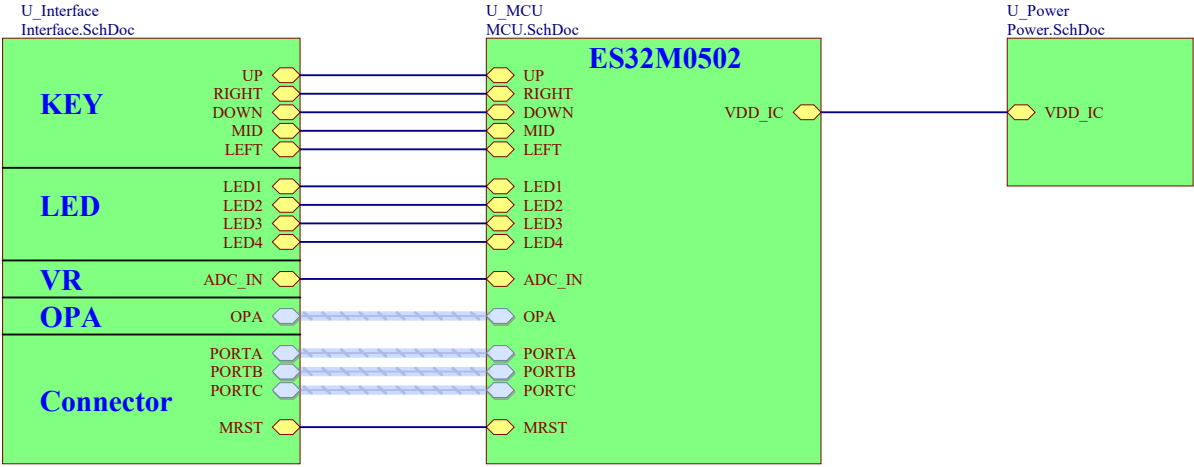 U_Interface
Interface.SchDoc
U_MCU
MCU.SchDoc
U_Power
Power.SchDoc
KEY
UP
RIGHT
DOWN
MID
LEFT
LED
LED1
LED2
LED3
LED4
VR
ADC_IN
OPA
OPA
Connector
PORTA
PORTB
PORTC
MRST
ES32M0502
UP
RIGHT
DOWN
MID
LEFT
LED1
LED2
LED3
LED4
ADC_IN
OPA
PORTA
PORTB
PORTC
MRST
VDD_IC
VDD_IC